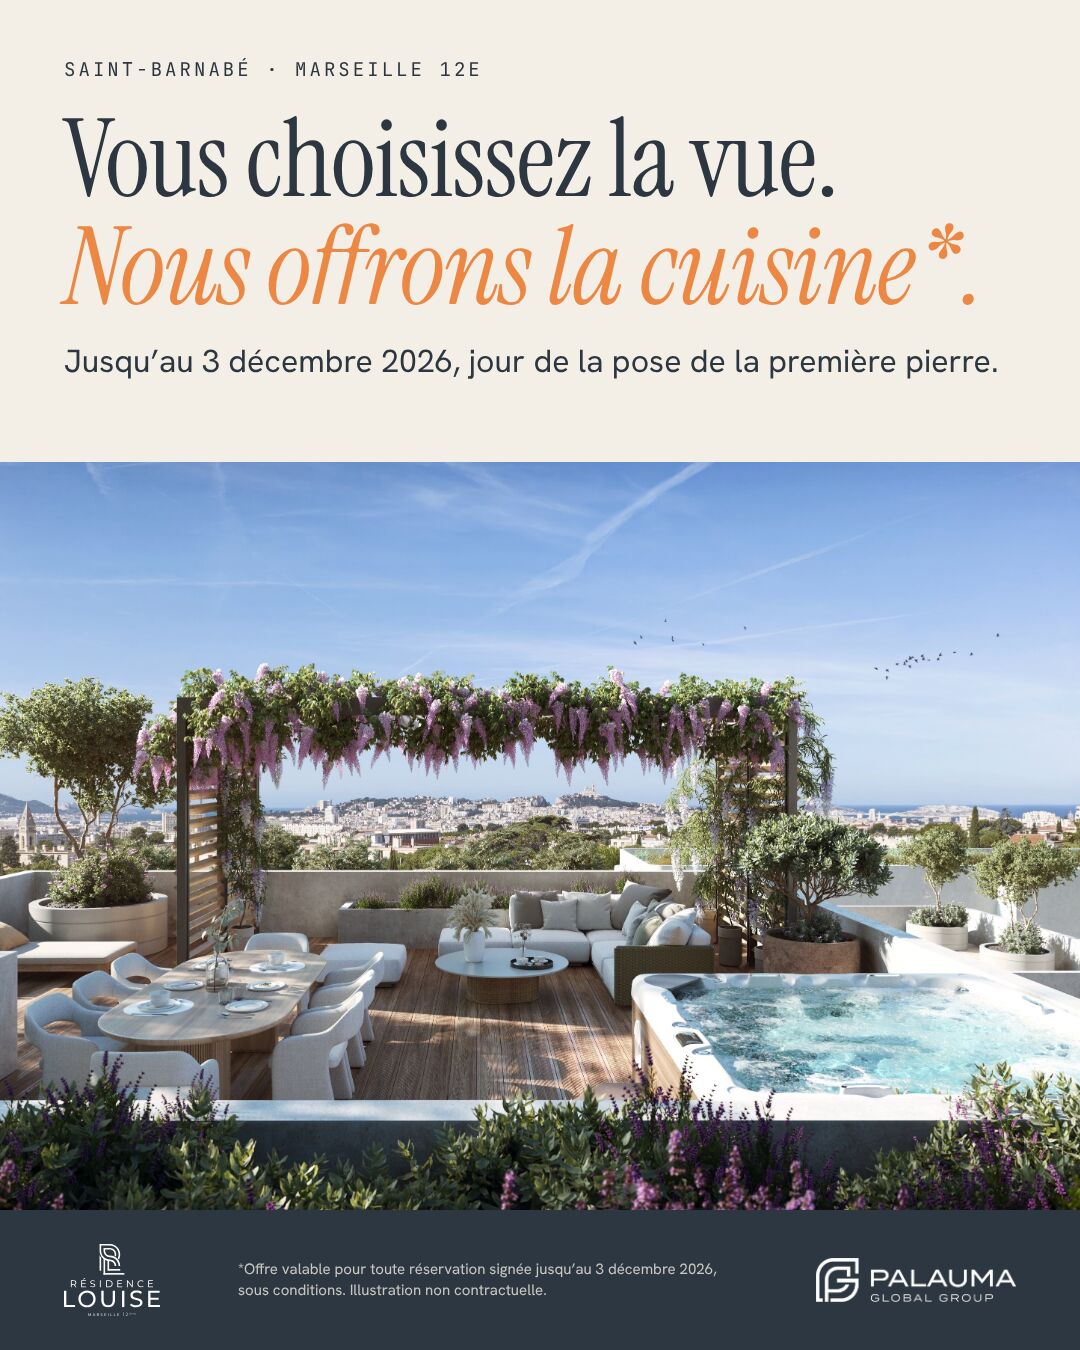 SAINT-BARNABÉ · MARSEILLE 12E
Vous choisissez la vue.
Nous offrons la cuisine*.
Jusqu’au 3 décembre 2026, jour de la pose de la première pierre.
RÉSIDENCE
LOUISE
MARSEILLE 12ème
*Offre valable pour toute réservation signée jusqu’au 3 décembre 2026,
sous conditions. Illustration non contractuelle.
PALAUMA
GLOBAL GROUP